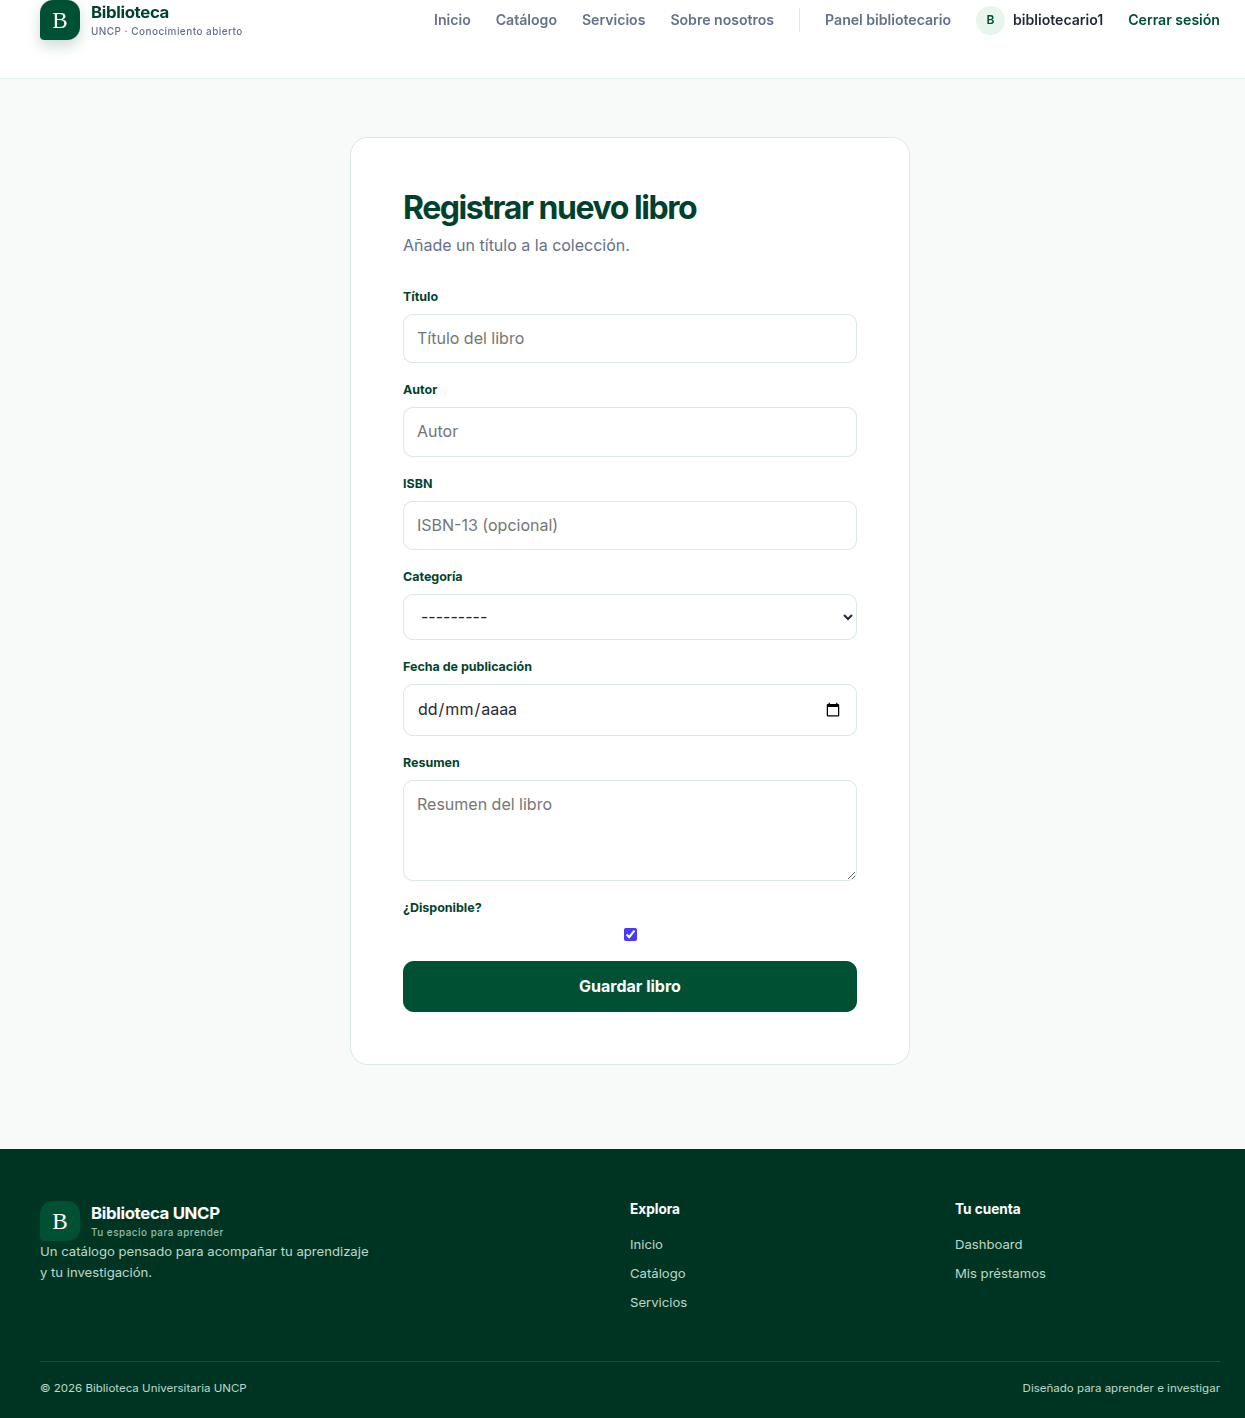 B
Biblioteca
UNCP · Conocimiento abierto
Inicio
Catálogo
Servicios
Sobre nosotros
Panel bibliotecario
B
bibliotecario1
Cerrar sesión
Registrar nuevo libro
Añade un título a la colección.
Título
Título del libro
Autor
Autor
ISBN
ISBN-13 (opcional)
Categoría
---------
Fecha de publicación
dd/mm/aaaa
Resumen
Resumen del libro
¿Disponible?
Guardar libro
B
Biblioteca UNCP
Tu espacio para aprender
Un catálogo pensado para acompañar tu aprendizaje
y tu investigación.
Explora
Inicio
Catálogo
Servicios
Tu cuenta
Dashboard
Mis préstamos
© 2026 Biblioteca Universitaria UNCP
Diseñado para aprender e investigar